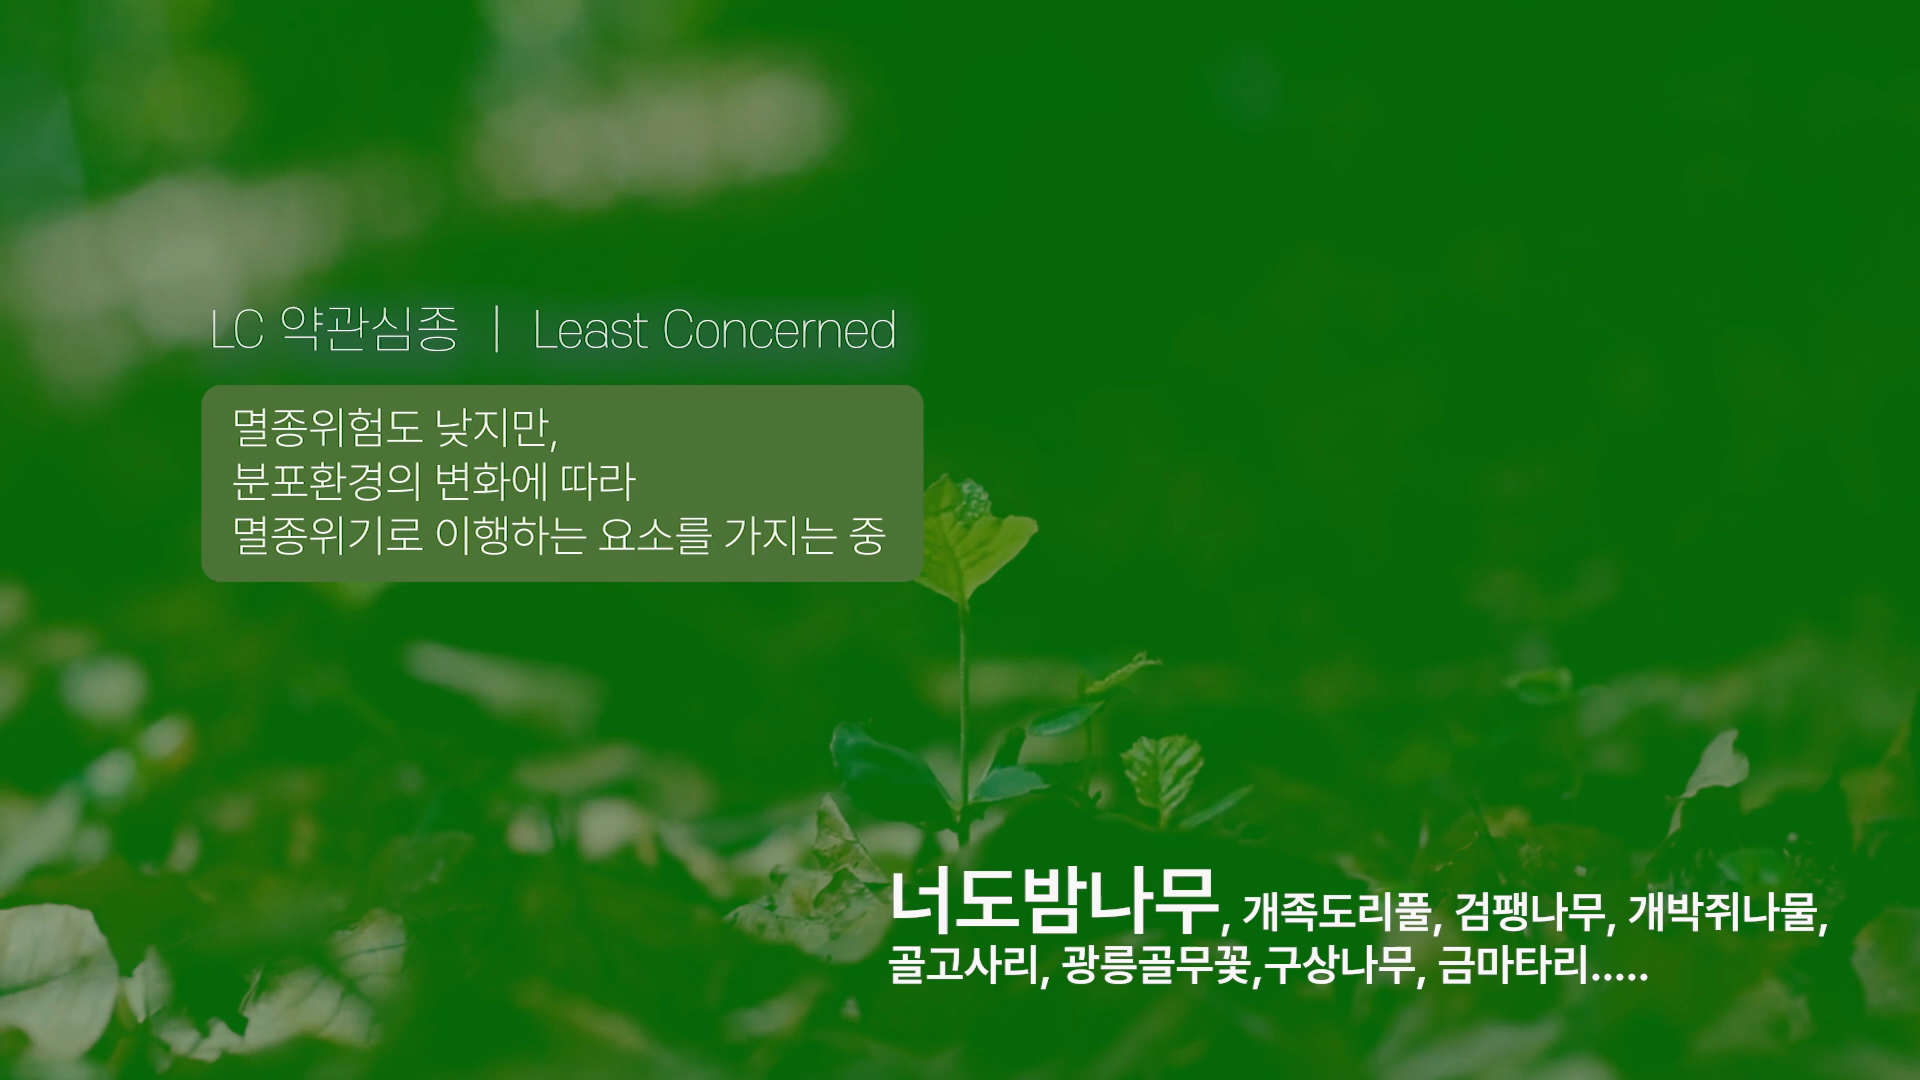 LC 약관심종 | Least Concerned
멸종위험도 낮지만,
분포환경의 변화에 따라
멸종위기로 이행하는 요소를 가지는 중
너도밤나무, 개족도리풀, 검팽나무, 개박쥐나물,
골고사리, 광릉골무꽃,구상나무, 금마타리.....